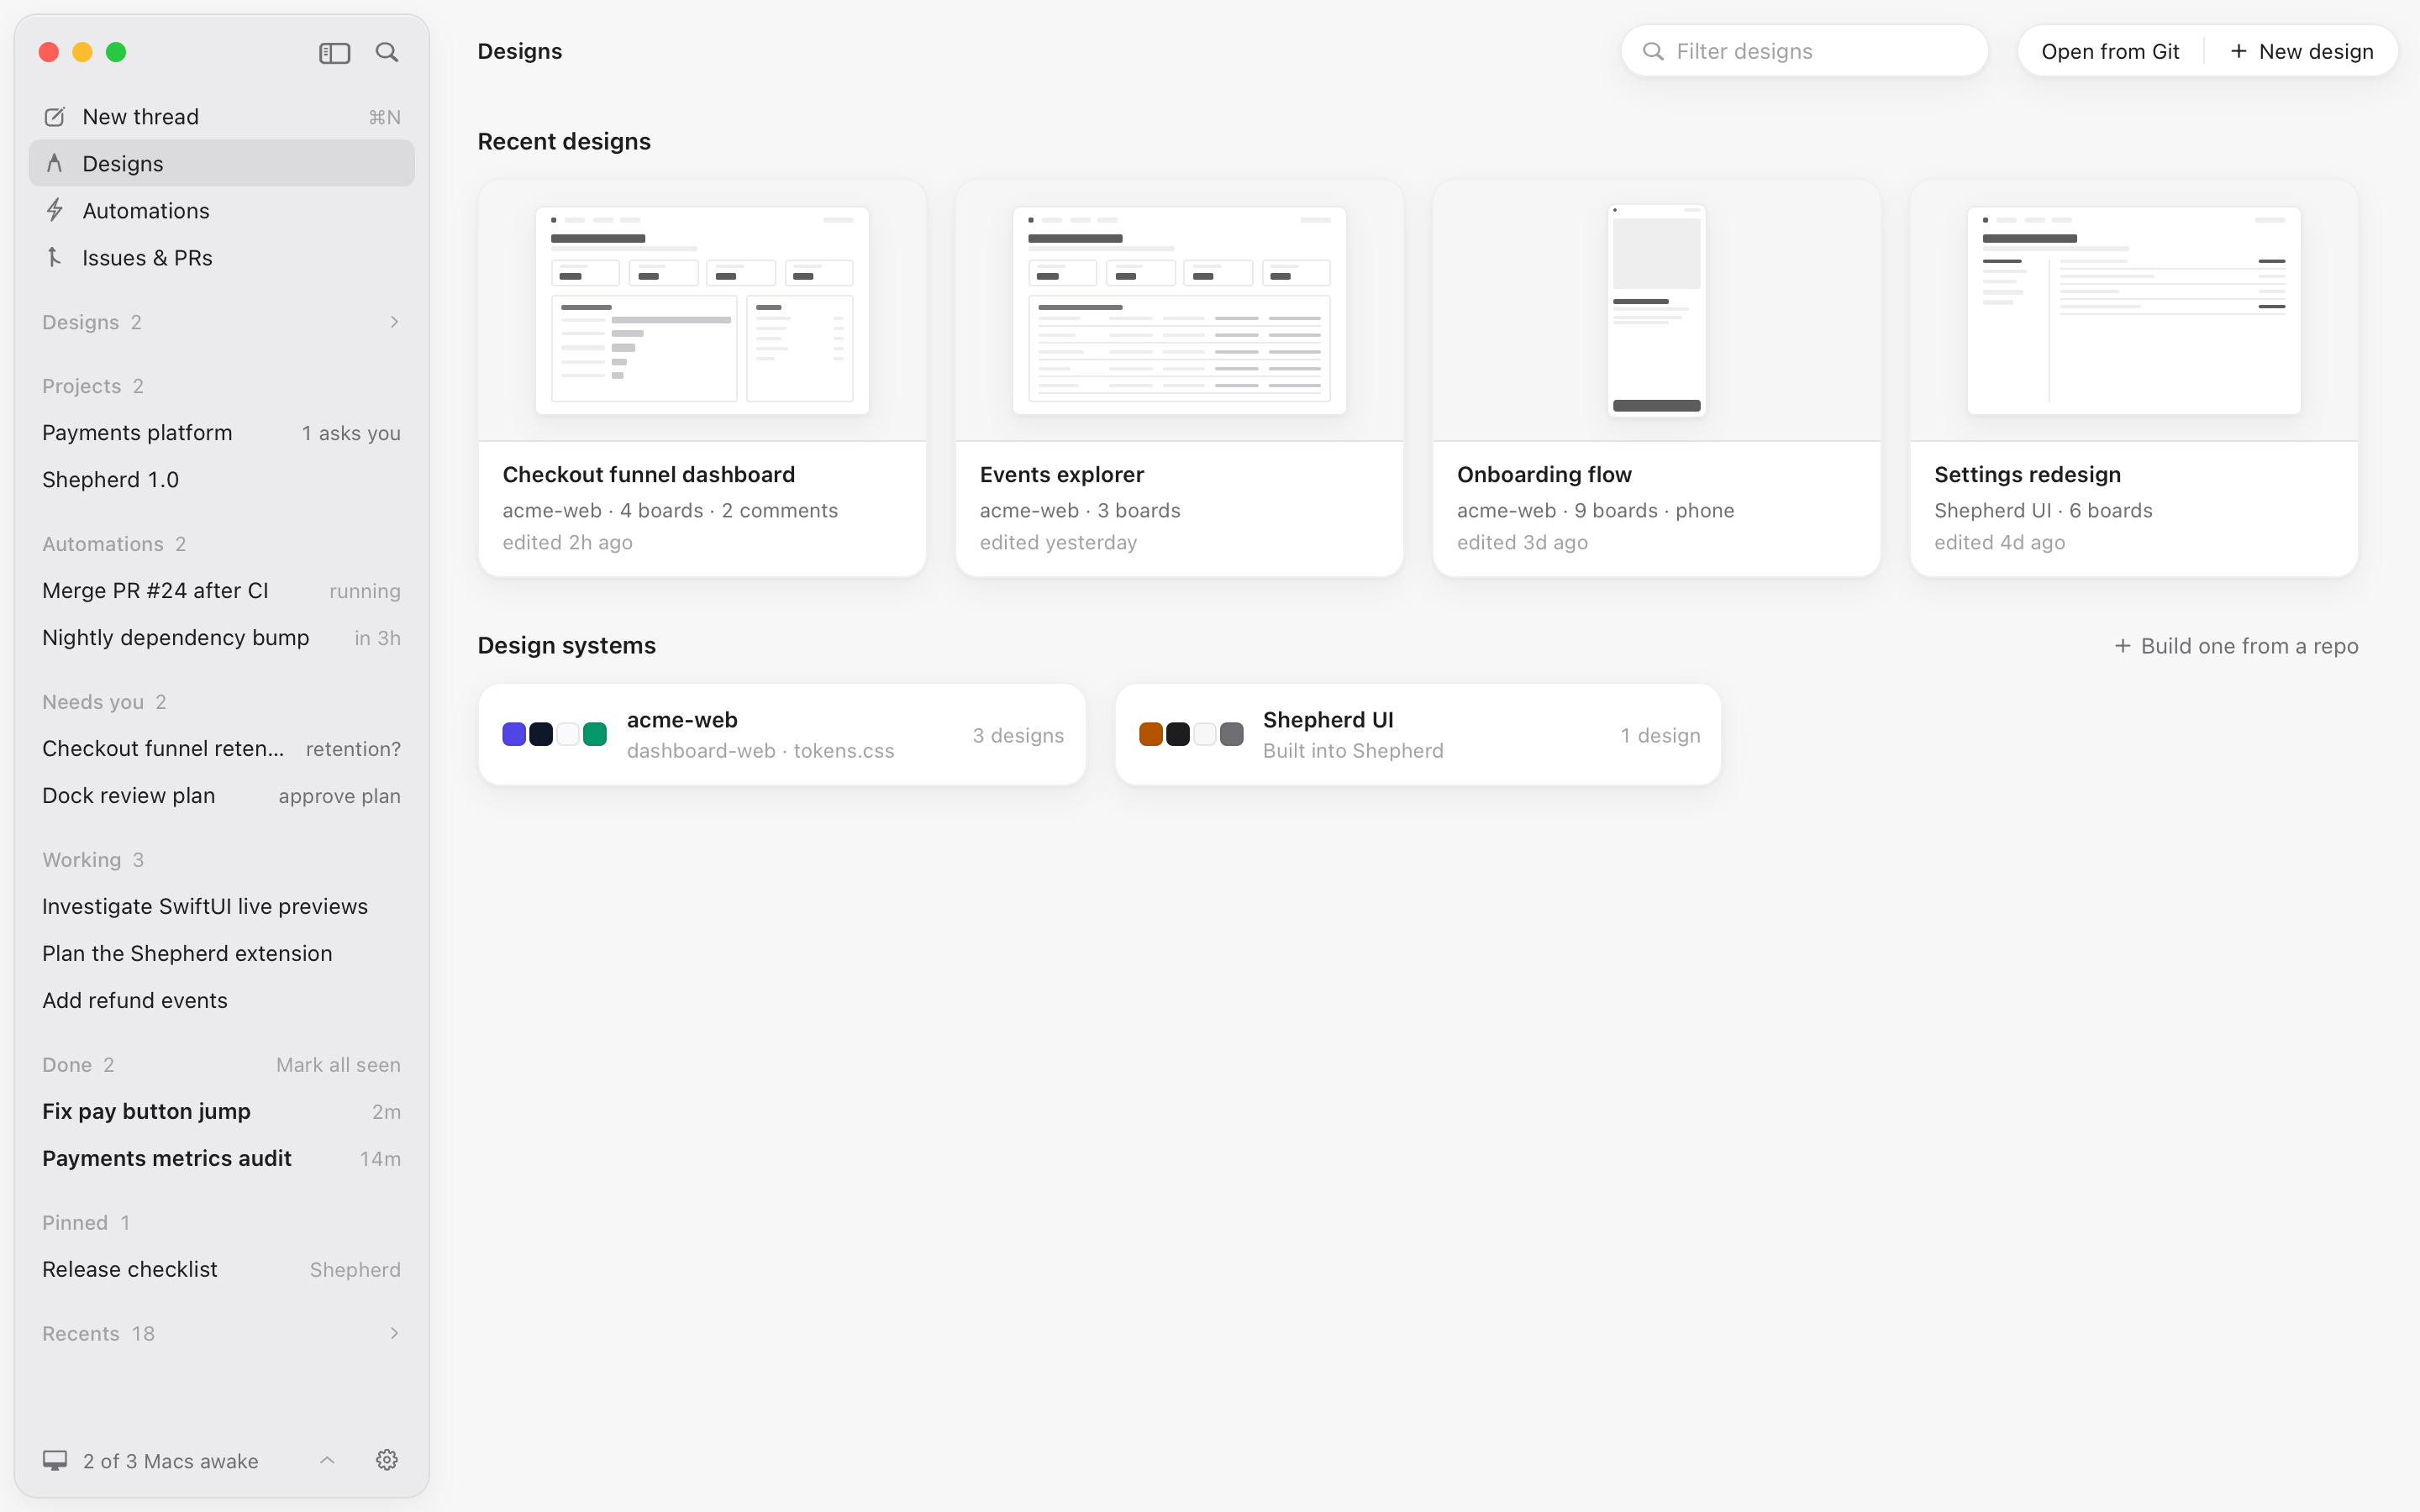 New thread ⌘N
Designs
Automations
Issues & PRs
Designs 2
Projects 2
Payments platform 1 asks you
Shepherd 1.0
Automations 2
Merge PR #24 after CI running
Nightly dependency bump in 3h
Needs you 2
Checkout funnel reten... retention?
Dock review plan approve plan
Working 3
Investigate SwiftUI live previews
Plan the Shepherd extension
Add refund events
Done 2 Mark all seen
Fix pay button jump 2m
Payments metrics audit 14m
Pinned 1
Release checklist Shepherd
Recents 18
2 of 3 Macs awake
Designs
Filter designs
Open from Git
+ New design
Recent designs
Checkout funnel dashboard
acme-web · 4 boards · 2 comments
edited 2h ago
Events explorer
acme-web · 3 boards
edited yesterday
Onboarding flow
acme-web · 9 boards · phone
edited 3d ago
Settings redesign
Shepherd UI · 6 boards
edited 4d ago
Design systems
+ Build one from a repo
acme-web
dashboard-web · tokens.css
3 designs
Shepherd UI
Built into Shepherd
1 design